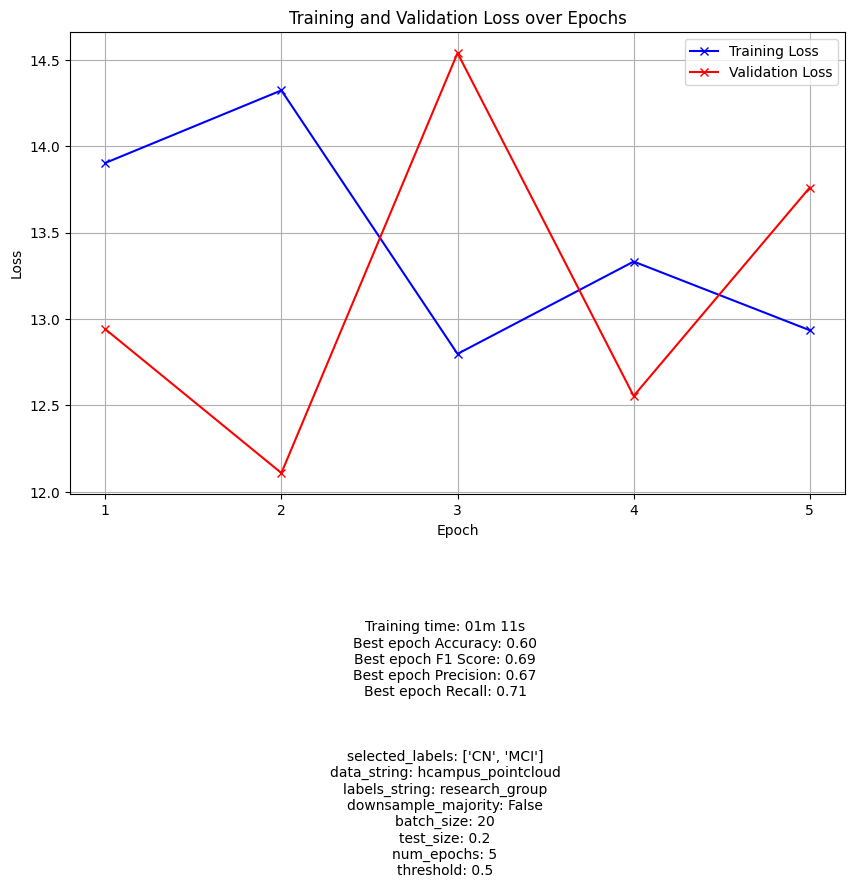 Training and Validation Loss over Epochs
Training Loss
Validation Loss
14.5
14.0
13.5
13.0
12.5
12.0
Loss
1 2 3 4 5
Epoch
Training time: 01m 11s
Best epoch Accuracy: 0.60
Best epoch F1 Score: 0.69
Best epoch Precision: 0.67
Best epoch Recall: 0.71
selected_labels: ['CN', 'MCI']
data_string: hcampus_pointcloud
labels_string: research_group
downsample_majority: False
batch_size: 20
test_size: 0.2
num_epochs: 5
threshold: 0.5